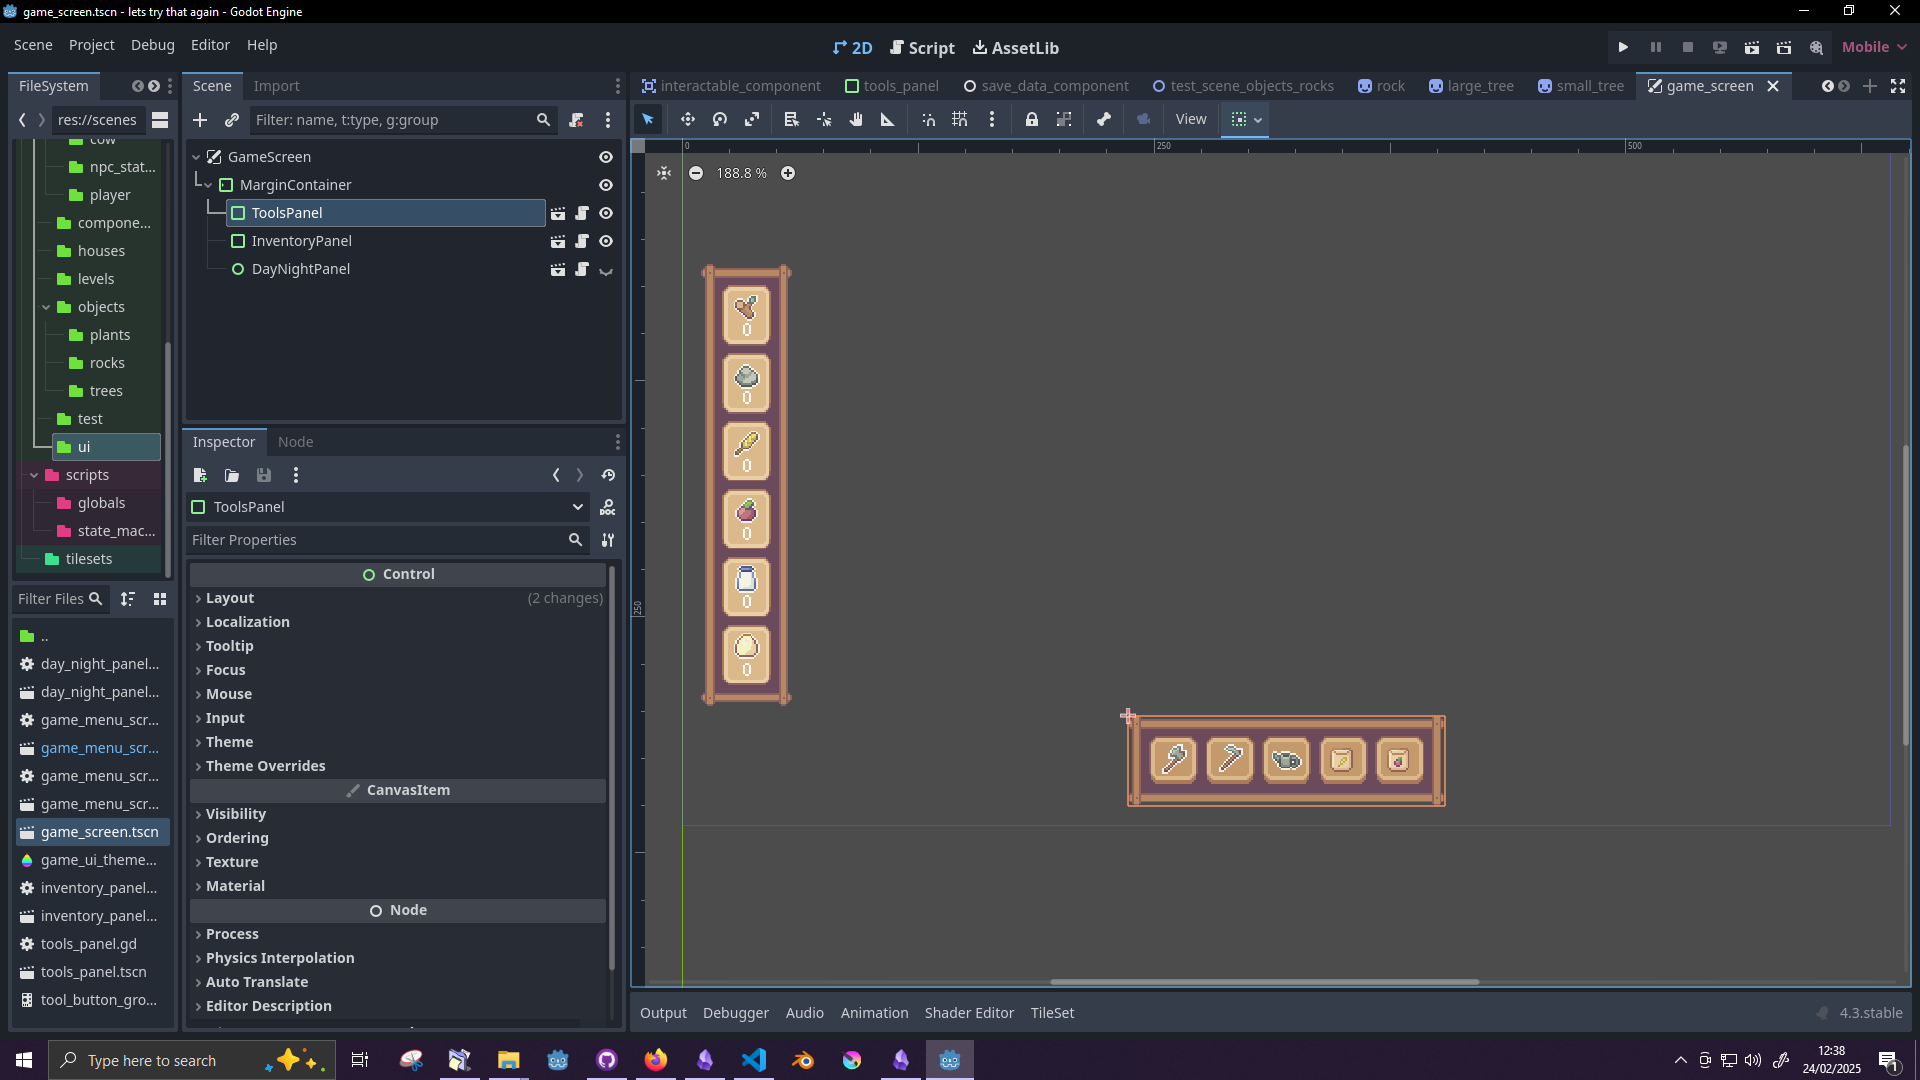 game_screen.tscn - lets try that again - Godot Engine
Scene Project Debug Editor Help
2D Script AssetLib
Mobile
FileSystem
Scene Import
interactable_component tools_panel save_data_component test_scene_objects_rocks rock large_tree small_tree game_screen
res://scenes
Filter: name, t:type, g:group
View
cow
npc_stat...
player
compone...
houses
levels
objects
plants
rocks
trees
test
ui
scripts
globals
state_mac...
tilesets
GameScreen
MarginContainer
ToolsPanel
InventoryPanel
DayNightPanel
0 250 500
250
188.8 %
0
0
0
0
0
0
Inspector Node
ToolsPanel
Filter Properties
Control
Layout (2 changes)
Localization
Tooltip
Focus
Mouse
Input
Theme
Theme Overrides
CanvasItem
Visibility
Ordering
Texture
Material
Node
Process
Physics Interpolation
Auto Translate
Editor Description
Filter Files
..
day_night_panel...
day_night_panel...
game_menu_scr...
game_menu_scr...
game_menu_scr...
game_menu_scr...
game_screen.tscn
game_ui_theme...
inventory_panel...
inventory_panel...
tools_panel.gd
tools_panel.tscn
tool_button_gro...
Output Debugger Audio Animation Shader Editor TileSet
4.3.stable
Type here to search
12:38
24/02/2025
1